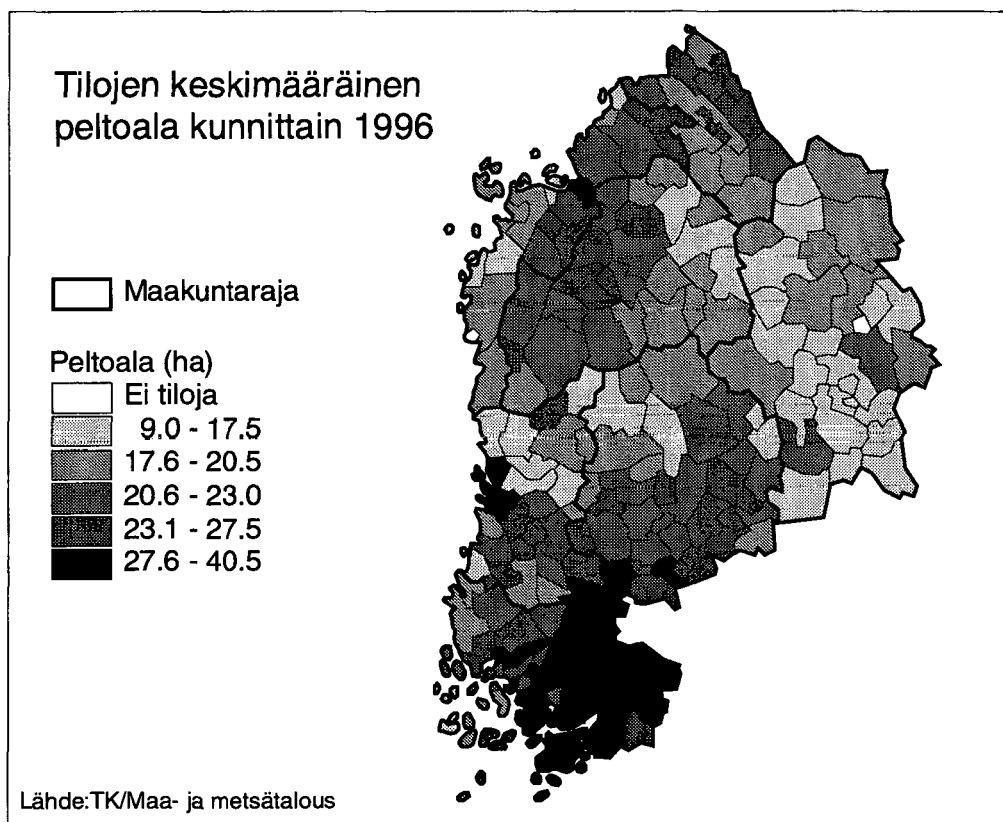 Tilojen keskimääräinen
peltoala kunnittain 1996
Maakuntaraja
Peltoala (ha)
Ei tiloja
9.0 - 17.5
17.6 - 20.5
20.6 - 23.0
23.1 - 27.5
27.6 - 40.5
Lähde:TK/Maa- ja metsätalous